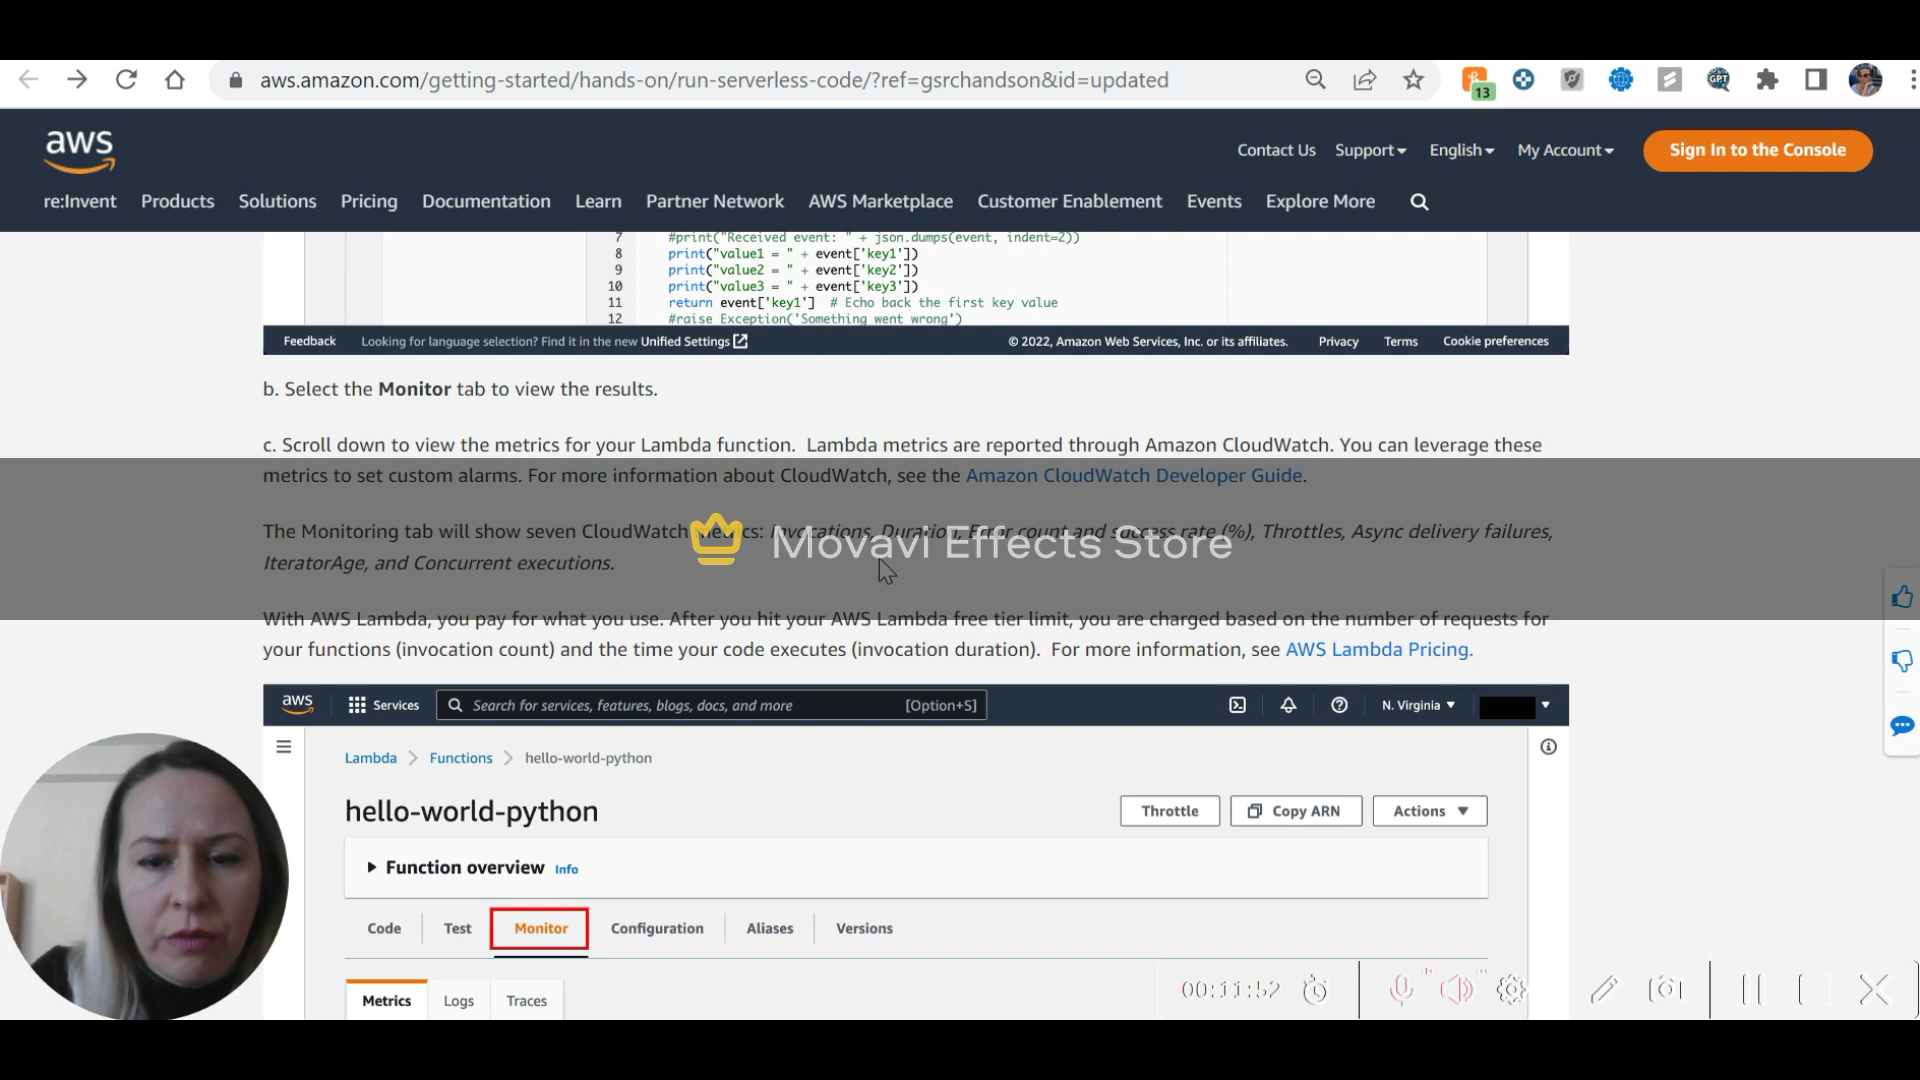 aws.amazon.com/getting-started/hands-on/run-serverless-code/?ref=gsrchandson&id=updated
13
GPT
aws
Contact Us Support English My Account Sign In to the Console
re:Invent Products Solutions Pricing Documentation Learn Partner Network AWS Marketplace Customer Enablement Events Explore More
7 #print("Received event: " + json.dumps(event, indent=2))
8 print("value1 = " + event['key1'])
9 print("value2 = " + event['key2'])
10 print("value3 = " + event['key3'])
11 return event['key1'] # Echo back the first key value
12 #raise Exception('Something went wrong')
Feedback Looking for language selection? Find it in the new Unified Settings © 2022, Amazon Web Services, Inc. or its affiliates. Privacy Terms Cookie preferences
b. Select the Monitor tab to view the results.
c. Scroll down to view the metrics for your Lambda function. Lambda metrics are reported through Amazon CloudWatch. You can leverage these
metrics to set custom alarms. For more information about CloudWatch, see the Amazon CloudWatch Developer Guide.
The Monitoring tab will show seven CloudWatch metrics: Invocations, Duration, Error count and success rate (%), Throttles, Async delivery failures,
IteratorAge, and Concurrent executions.
Movavi Effects Store
With AWS Lambda, you pay for what you use. After you hit your AWS Lambda free tier limit, you are charged based on the number of requests for
your functions (invocation count) and the time your code executes (invocation duration). For more information, see AWS Lambda Pricing.
aws Services Search for services, features, blogs, docs, and more [Option+S] N. Virginia
Lambda Functions hello-world-python
hello-world-python Throttle Copy ARN Actions
Function overview Info
Code Test Monitor Configuration Aliases Versions
Metrics Logs Traces
00:11:52